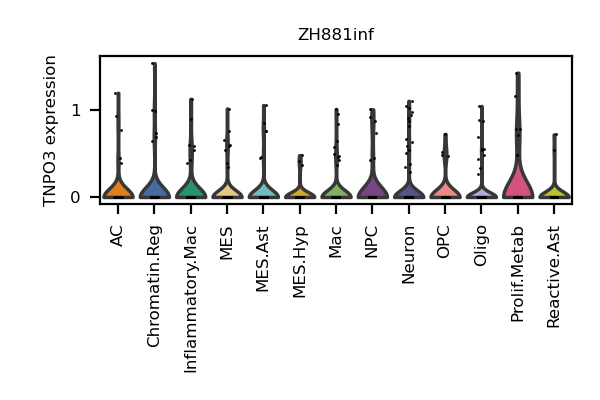 ZH881inf
TNPO3 expression
1
0
AC
Chromatin.Reg
Inflammatory.Mac
MES
MES.Ast
MES.Hyp
Mac
NPC
Neuron
OPC
Oligo
Prolif.Metab
Reactive.Ast